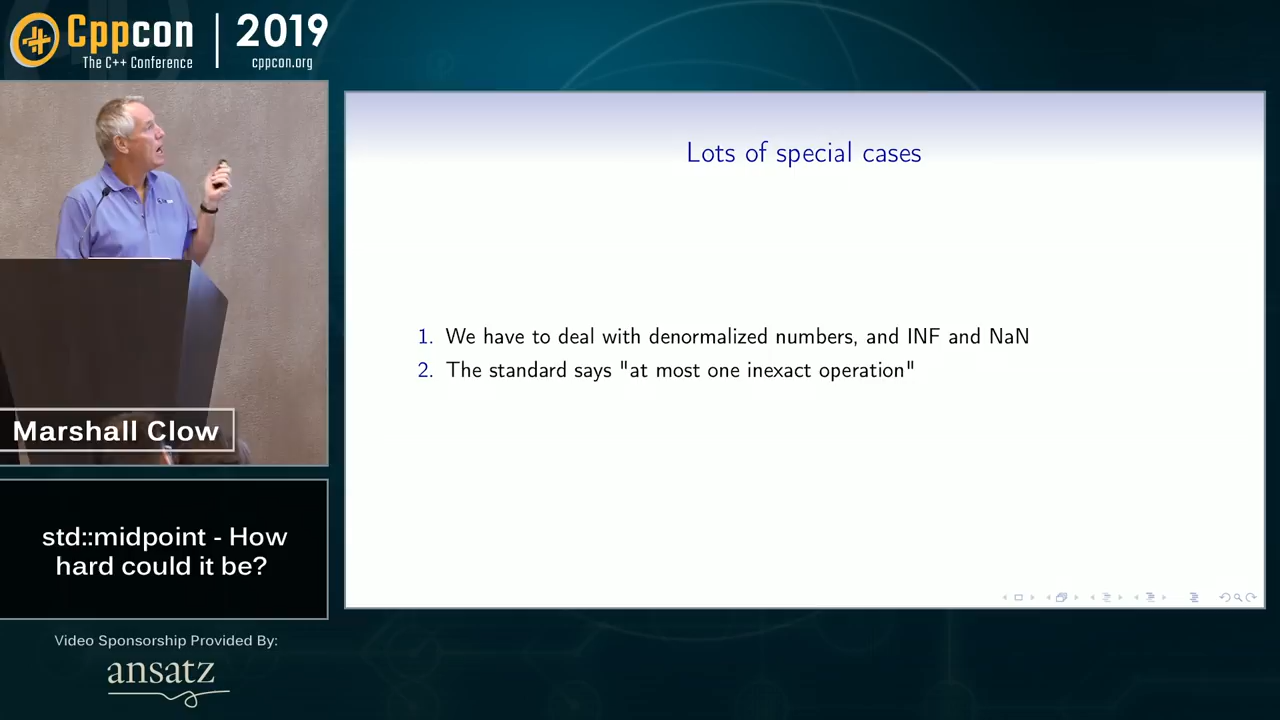 Cppcon | 2019
The C++ Conference cppcon.org
Lots of special cases
1. We have to deal with denormalized numbers, and INF and NaN
2. The standard says "at most one inexact operation"
Marshall Clow
std::midpoint - How
hard could it be?
Video Sponsorship Provided By:
ansatz